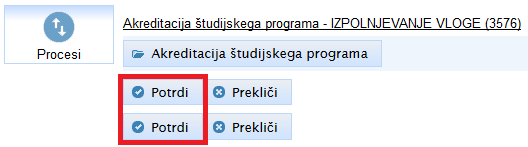 Akreditacija študijskega programa - IZPOLNJEVANJE VLOGE (3576)
Procesi
Akreditacija študijskega programa
Potrdi Prekliči
Potrdi Prekliči